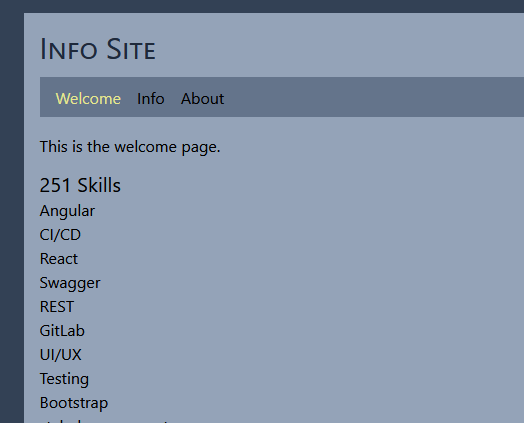 Info Site
Welcome Info About
This is the welcome page.
251 Skills
Angular
CI/CD
React
Swagger
REST
GitLab
UI/UX
Testing
Bootstrap